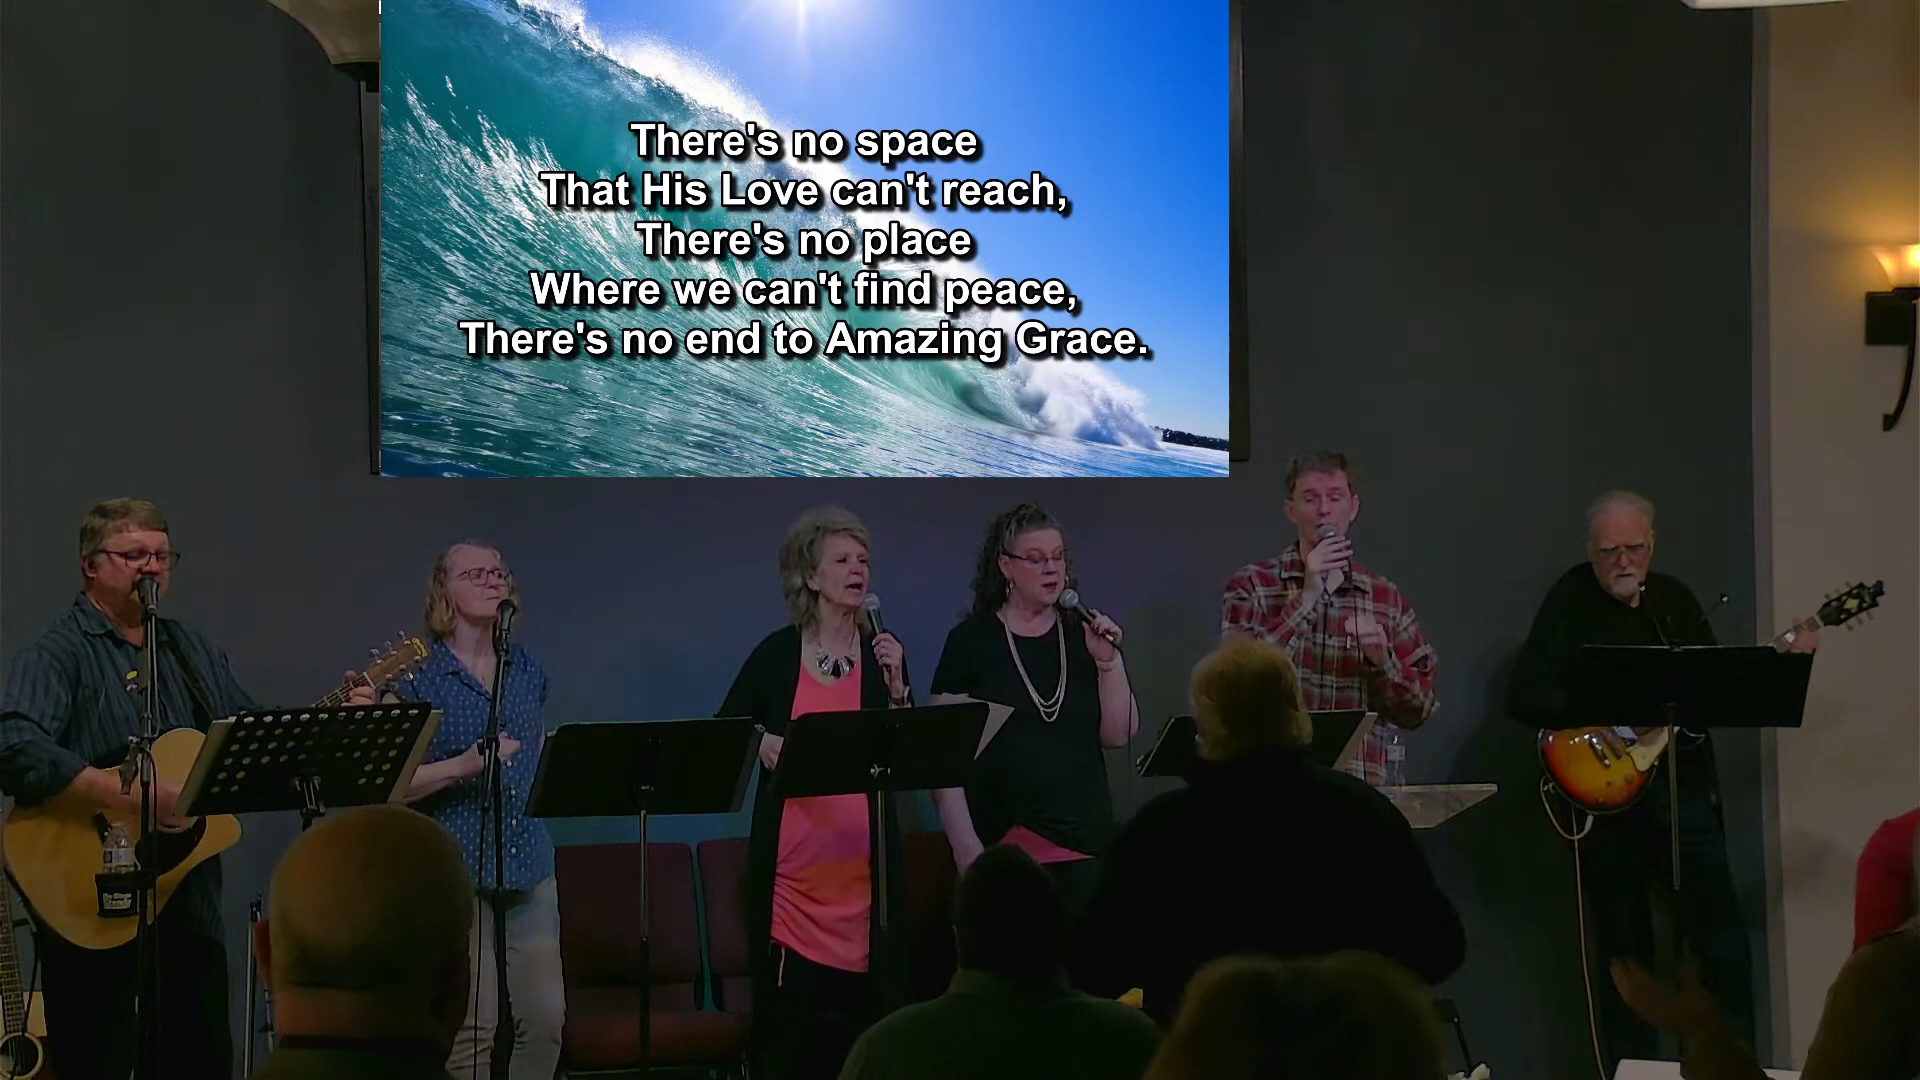 There's no space
That His Love can't reach,
There's no place
Where we can't find peace,
There's no end to Amazing Grace.